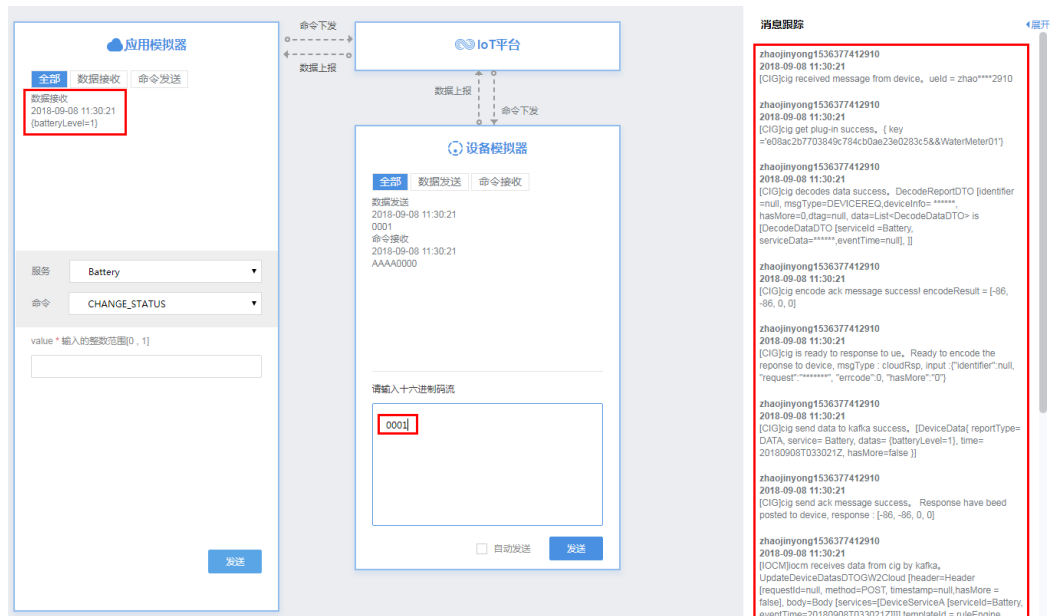 应用模拟器
全部 数据接收 命令发送
数据接收
2018-09-08 11:30:21
{batteryLevel=1}
服务 Battery
命令 CHANGE_STATUS
value * 输入的整数范围[0 , 1]
发送
命令下发
数据上报
IoT平台
数据上报
命令下发
设备模拟器
全部 数据发送 命令接收
数据发送
2018-09-08 11:30:21
0001
命令接收
2018-09-08 11:30:21
AAAA0000
请输入十六进制码流
0001
自动发送 发送
消息跟踪 展开
zhaojinyong1536377412910
2018-09-08 11:30:21
[CIG]cig received message from device。ueId = zhao****2910
zhaojinyong1536377412910
2018-09-08 11:30:21
[CIG]cig get plug-in success。{ key
='e08ac2b7703849c784cb0ae23e0283c5&&WaterMeter01'}
zhaojinyong1536377412910
2018-09-08 11:30:21
[CIG]cig decodes data success。DecodeReportDTO [identifier
=null, msgType=DEVICEREQ,deviceInfo= ******,
hasMore=0,dtag=null, data=List<DecodeDataDTO> is
[DecodeDataDTO [serviceId =Battery,
serviceData=******,eventTime=null], ]]
zhaojinyong1536377412910
2018-09-08 11:30:21
[CIG]cig encode ack message success! encodeResult = [-86,
-86, 0, 0]
zhaojinyong1536377412910
2018-09-08 11:30:21
[CIG]cig is ready to response to ue。Ready to encode the
reponse to device, msgType : cloudRsp, input :{"identifier":null,
"request":"*******", "errcode":0, "hasMore":"0"}
zhaojinyong1536377412910
2018-09-08 11:30:21
[CIG]cig send data to kafka success。[DeviceData{ reportType=
DATA, service= Battery, datas= {batteryLevel=1}, time=
20180908T033021Z, hasMore=false }]
zhaojinyong1536377412910
2018-09-08 11:30:21
[CIG]cig send ack message success。 Response have beed
posted to device, response : [-86, -86, 0, 0]
zhaojinyong1536377412910
2018-09-08 11:30:21
[IOCM]iocm receives data from cig by kafka。
UpdateDeviceDatasDTOGW2Cloud [header=Header
[requestId=null, method=POST, timestamp=null,hasMore =
false], body=Body [services=[DeviceServiceA [serviceId=Battery,
eventTime=20180908T033021Z]]]],templateId = ruleEngine